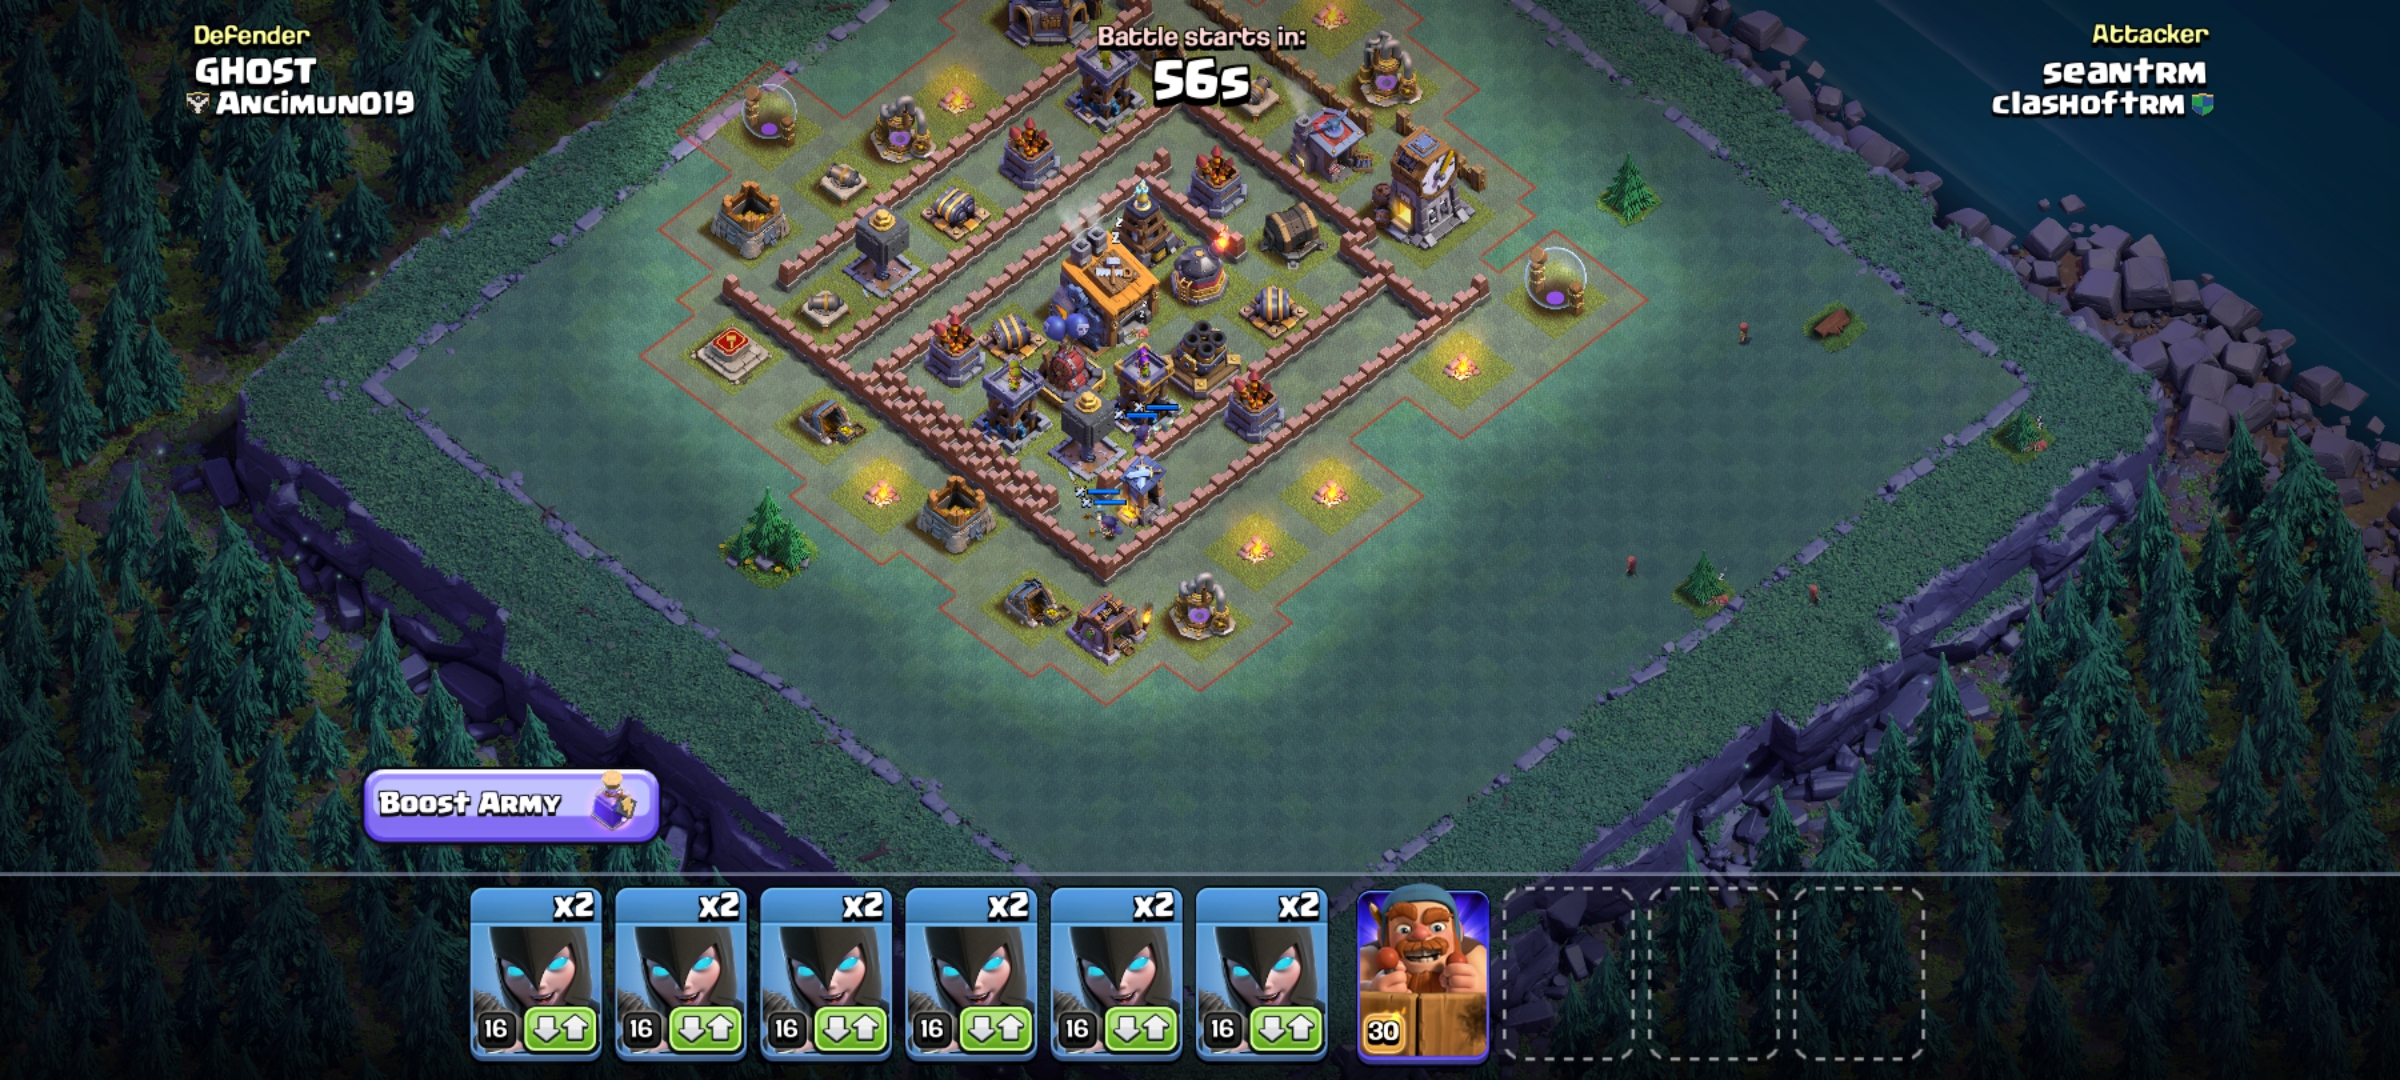 Defender
GHOST
Ancimun019
Battle starts in:
56s
Attacker
seantRM
clashoftRM
Boost Army
x2
x2
x2
x2
x2
x2
16
16
16
16
16
16
30